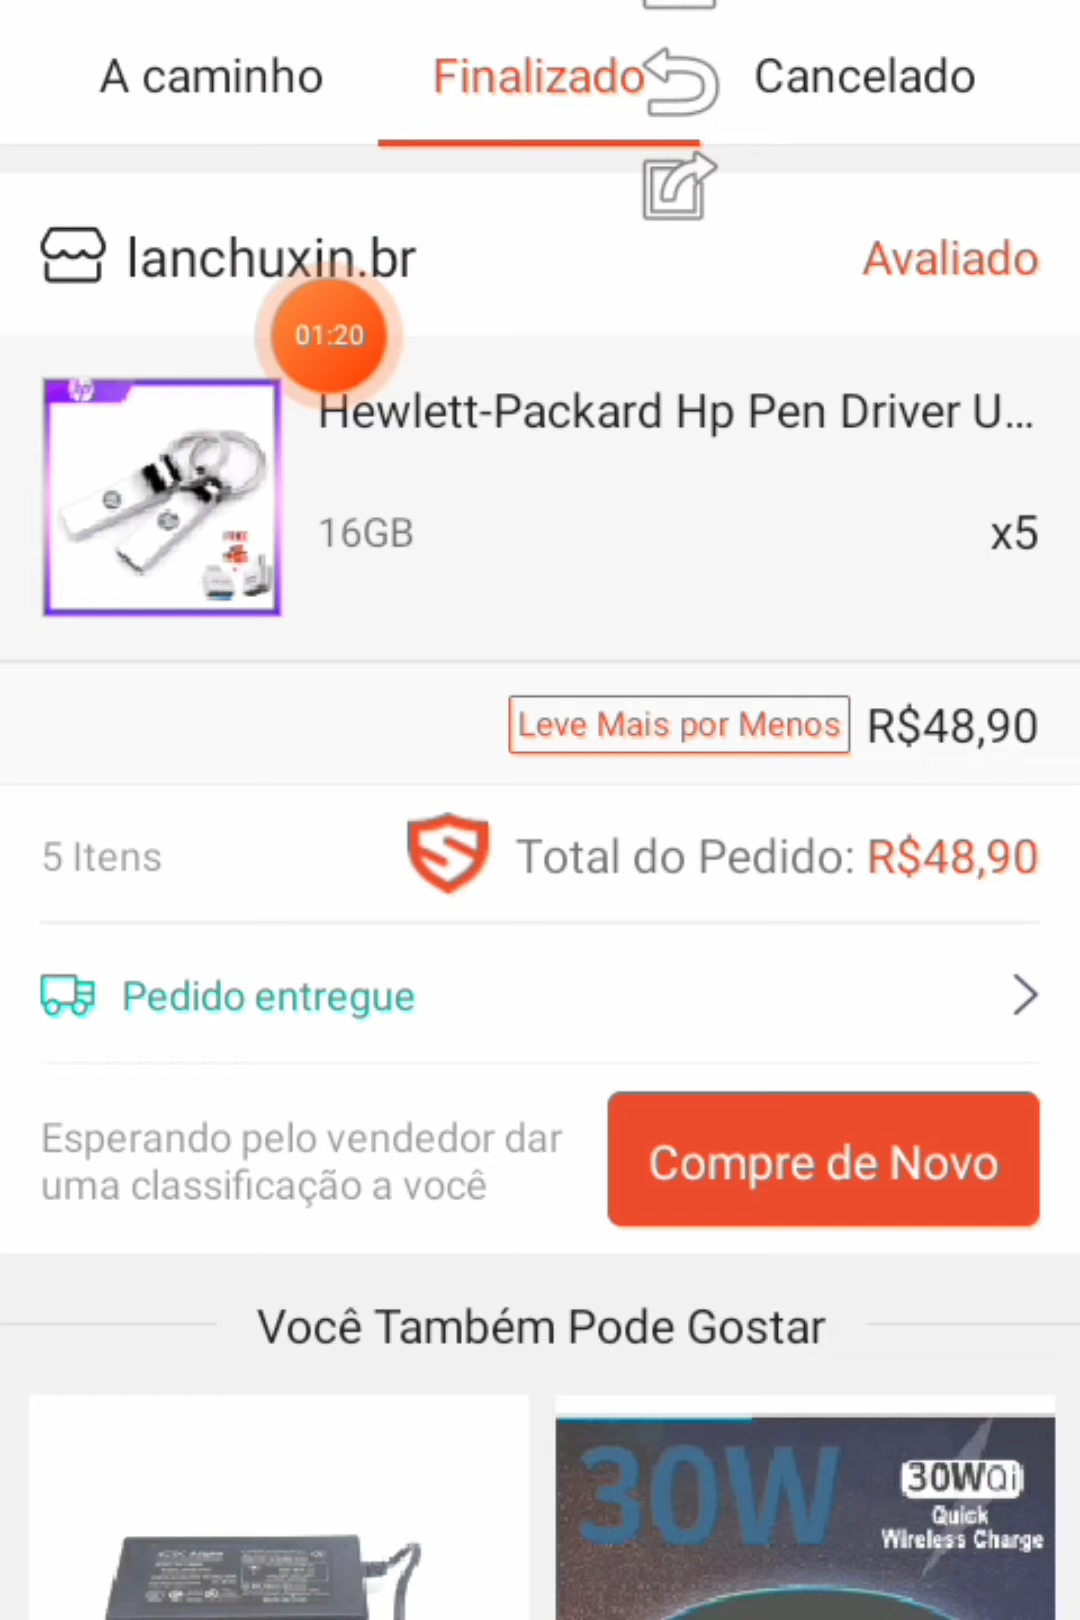 A caminho
Finalizado
Cancelado
lanchuxin.br
Avaliado
01:20
hp
Hewlett-Packard Hp Pen Driver U...
16GB
x5
Leve Mais por Menos R$48,90
5 Itens
Total do Pedido: R$48,90
Pedido entregue
Esperando pelo vendedor dar
uma classificação a você
Compre de Novo
Você Também Pode Gostar
30W
30WQi
Quick
Wireless Charge